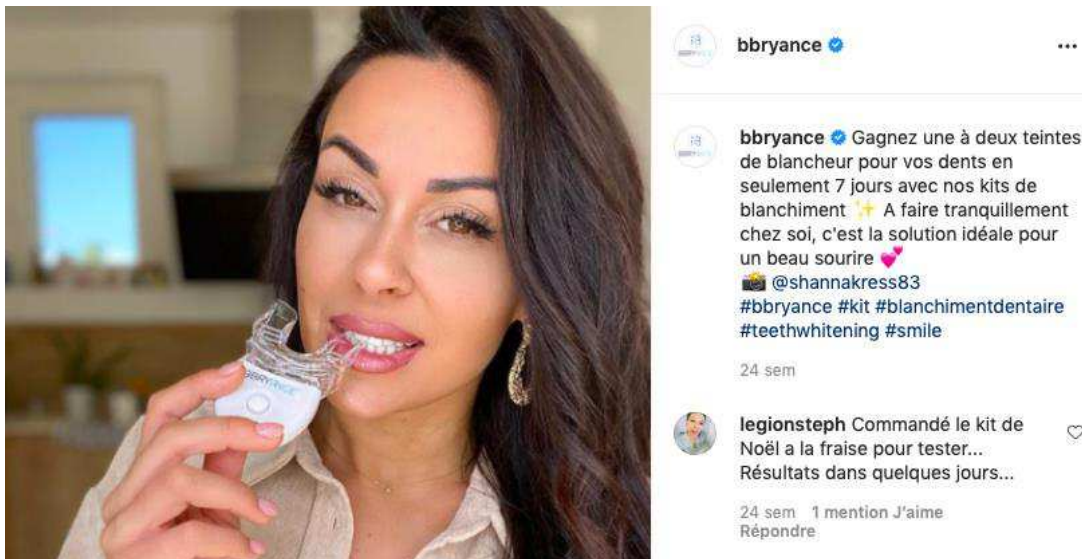 bbryance
bbryance Gagnez une à deux teintes
de blancheur pour vos dents en
seulement 7 jours avec nos kits de
blanchiment ✨ A faire tranquillement
chez soi, c'est la solution idéale pour
un beau sourire 💕
📸 @shannakress83
#bbryance #kit #blanchimentdentaire
#teethwhitening #smile
24 sem
legionsteph Commandé le kit de
Noël a la fraise pour tester...
Résultats dans quelques jours...
24 sem 1 mention J'aime
Répondre
BBRYANCE